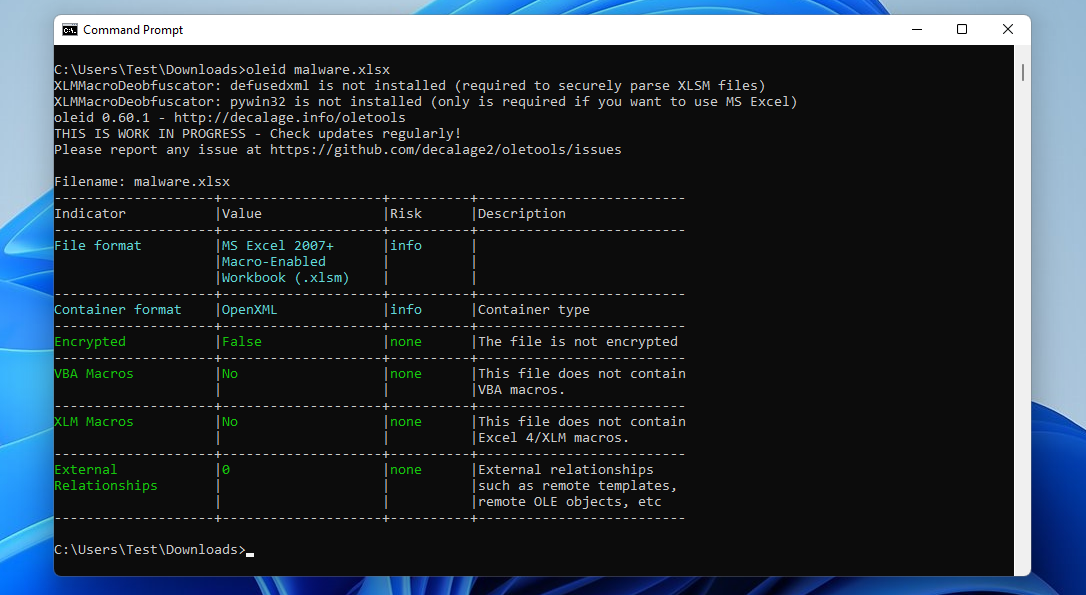 Command Prompt
C:\Users\Test\Downloads>oleid malware.xlsx
XLMMacroDeobfuscator: defusedxml is not installed (required to securely parse XLSM files)
XLMMacroDeobfuscator: pywin32 is not installed (only is required if you want to use MS Excel)
oleid 0.60.1 - http://decalage.info/oletools
THIS IS WORK IN PROGRESS - Check updates regularly!
Please report any issue at https://github.com/decalage2/oletools/issues

Filename: malware.xlsx
--------------------+--------------------+----------+--------------------------
Indicator           |Value               |Risk      |Description
--------------------+--------------------+----------+--------------------------
File format         |MS Excel 2007+      |info      |
                    |Macro-Enabled       |          |
                    |Workbook (.xlsm)    |          |
--------------------+--------------------+----------+--------------------------
Container format    |OpenXML             |info      |Container type
--------------------+--------------------+----------+--------------------------
Encrypted           |False               |none      |The file is not encrypted
--------------------+--------------------+----------+--------------------------
VBA Macros          |No                  |none      |This file does not contain
                    |                    |          |VBA macros.
--------------------+--------------------+----------+--------------------------
XLM Macros          |No                  |none      |This file does not contain
                    |                    |          |Excel 4/XLM macros.
--------------------+--------------------+----------+--------------------------
External            |0                   |none      |External relationships
Relationships       |                    |          |such as remote templates,
                    |                    |          |remote OLE objects, etc
--------------------+--------------------+----------+--------------------------

C:\Users\Test\Downloads>